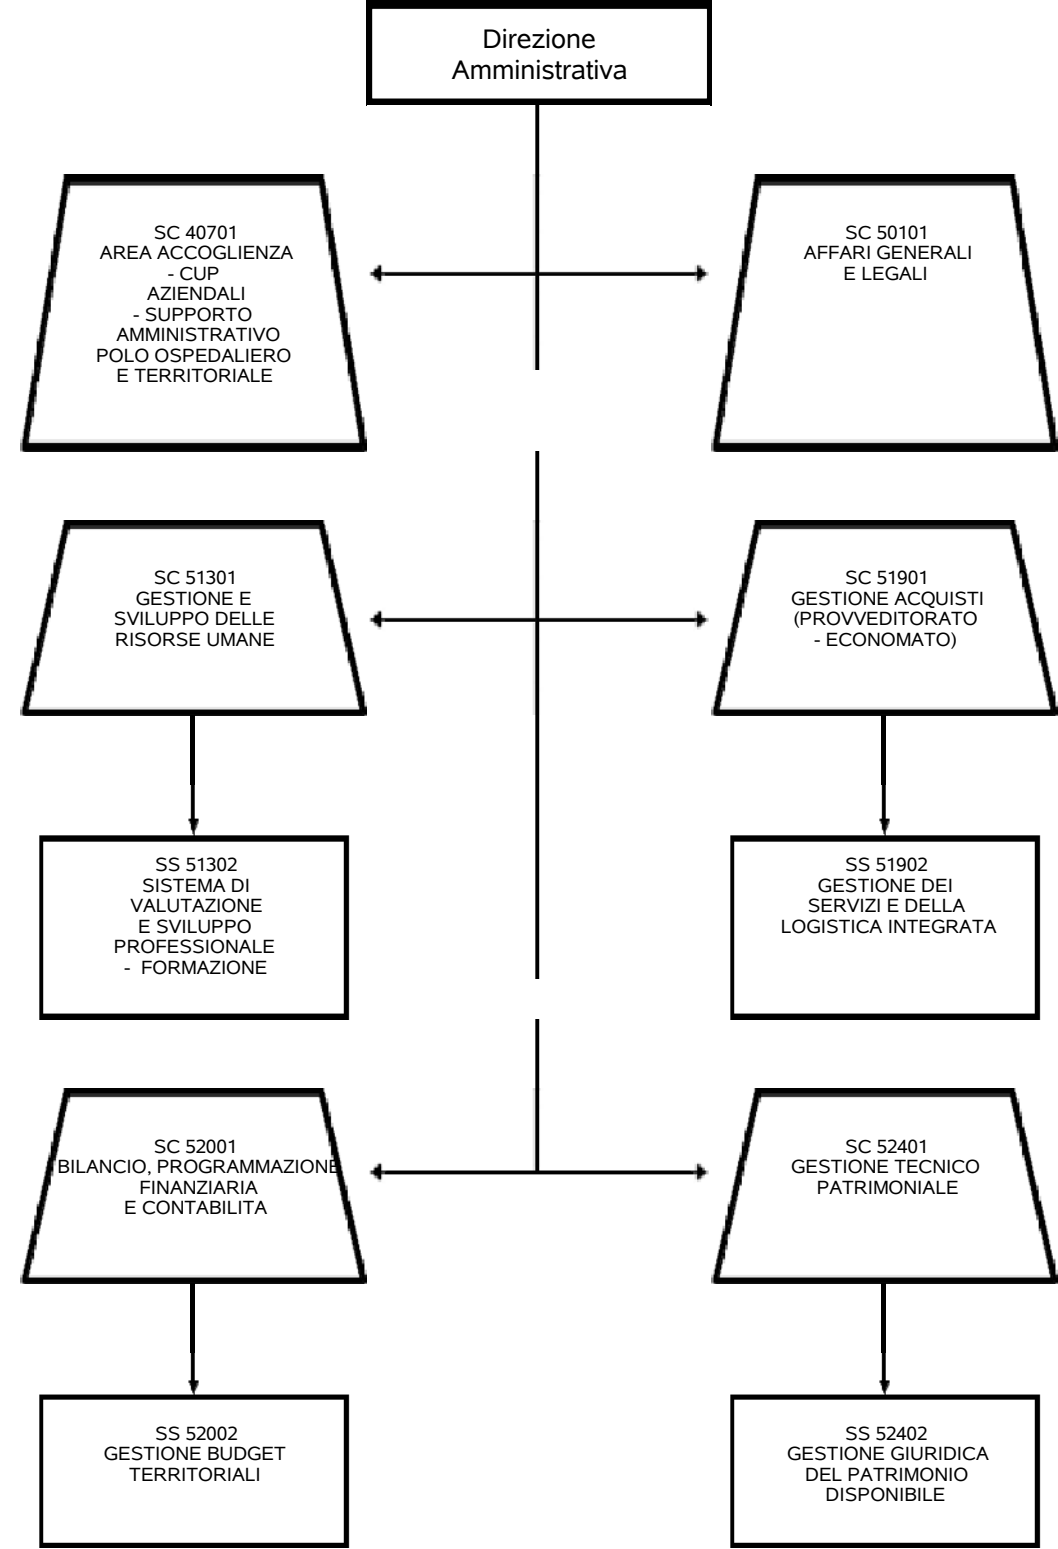 Direzione
Amministrativa
SC 40701
AREA ACCOGLIENZA
- CUP
AZIENDALI
- SUPPORTO
AMMINISTRATIVO
POLO OSPEDALIERO
E TERRITORIALE
SC 50101
AFFARI GENERALI
E LEGALI
SC 51301
GESTIONE E
SVILUPPO DELLE
RISORSE UMANE
SC 51901
GESTIONE ACQUISTI
(PROVVEDITORATO
- ECONOMATO)
SS 51302
SISTEMA DI
VALUTAZIONE
E SVILUPPO
PROFESSIONALE
- FORMAZIONE
SS 51902
GESTIONE DEI
SERVIZI E DELLA
LOGISTICA INTEGRATA
SC 52001
BILANCIO, PROGRAMMAZIONE
FINANZIARIA
E CONTABILITA
SC 52401
GESTIONE TECNICO
PATRIMONIALE
SS 52002
GESTIONE BUDGET
TERRITORIALI
SS 52402
GESTIONE GIURIDICA
DEL PATRIMONIO
DISPONIBILE